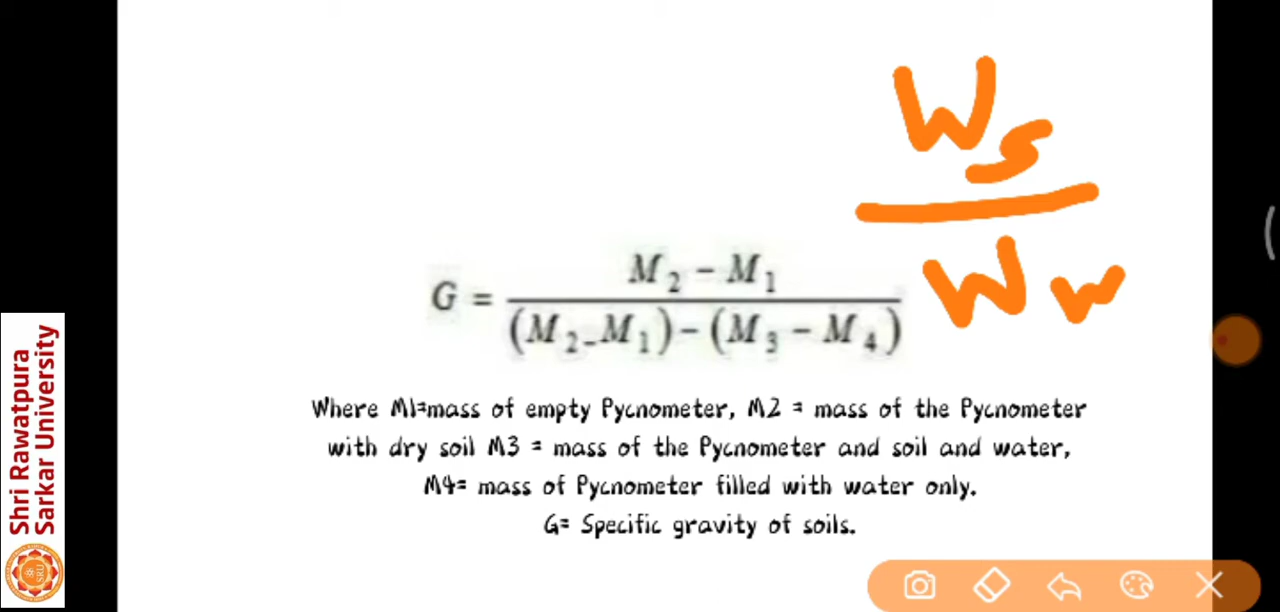 Ws
Ww
G = M2 - M1
(M2-M1)-(M3 - M4)
Where M1=mass of empty Pycnometer, M2 = mass of the Pycnometer
with dry soil M3 = mass of the Pycnometer and soil and water,
M4= mass of Pycnometer filled with water only.
G= Specific gravity of soils.
Shri Rawatpura
Sarkar University
SRU